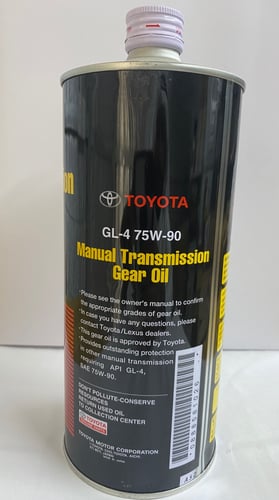 on
TOYOTA
GL-4 75W-90
Manual Transmission
Gear Oil
•Please see the owner's manual to confirm
the appropriate grades of gear oil.
•In case you have any questions, please
contact Toyota/Lexus dealers.
•This gear oil is approved by Toyota.
•Provides outstanding protection
in other manual transmission
requiring API GL-4,
SAE 75W-90.
DON'T POLLUTE-CONSERVE
RESOURCES
RETURN USED OIL
TO COLLECTION CENTER
TOYOTA MOTOR CORPORATION